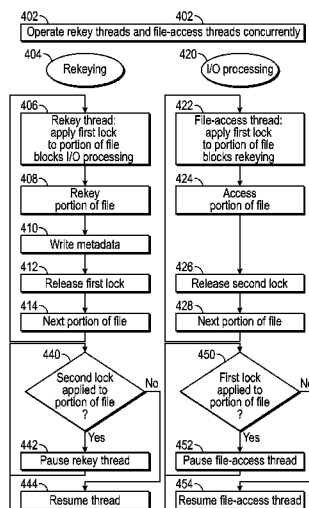 402 402
Operate rekey threads and file-access threads concurrently
404
Rekeying
406
Rekey thread:
apply first lock
to portion of file
blocks I/O processing
408
Rekey
portion of file
410
Write metadata
412
Release first lock
414
Next portion of file
440
Second lock
applied to
portion of file
?
No
Yes
442
Pause rekey thread
444
Resume thread
420
I/O processing
422
File-access thread:
apply first lock
to portion of file
blocks rekeying
424
Access
portion of file
426
Release second lock
428
Next portion of file
450
First lock
applied to
portion of file
?
No
Yes
452
Pause file-access thread
454
Resume file-access thread